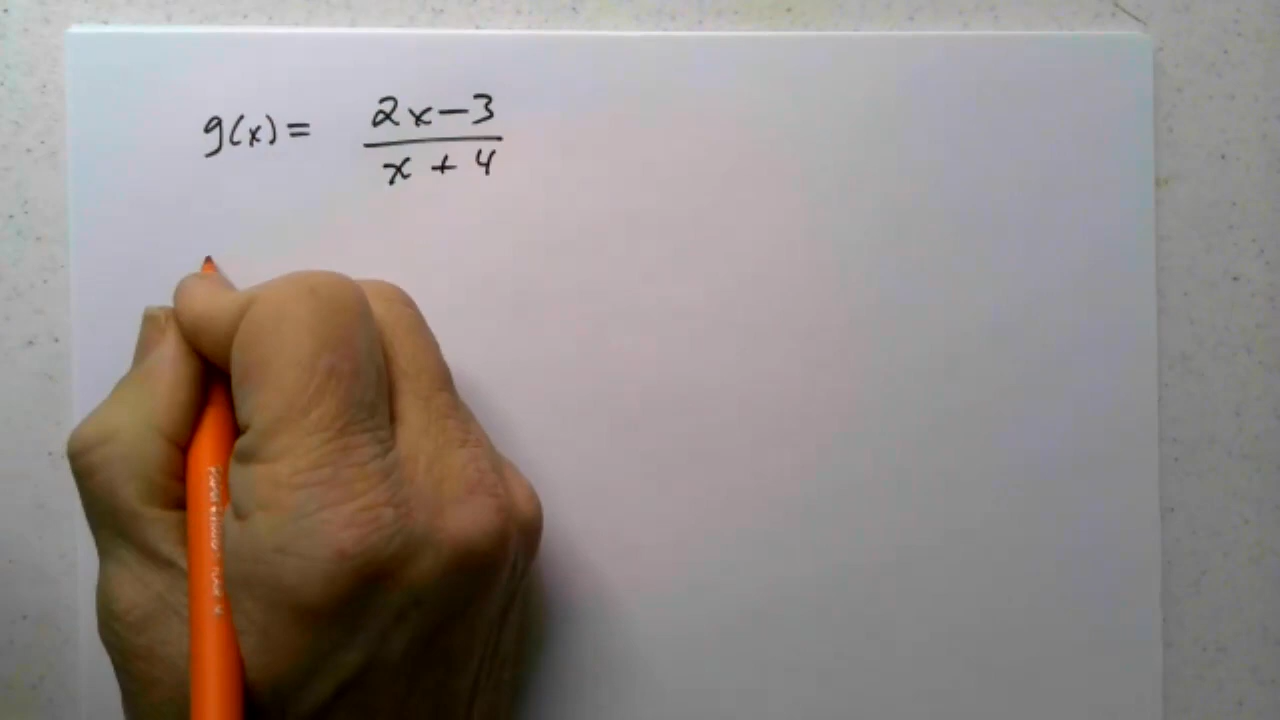 g(x) = 2x-3
x + 4